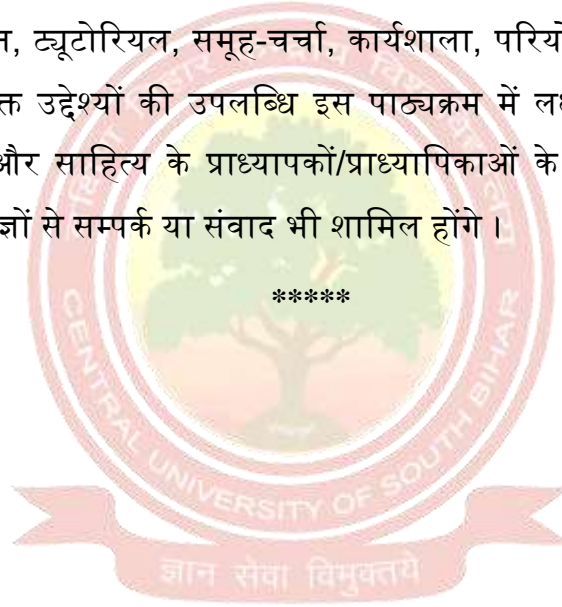 न, ट्यूटोरियल, समूह-चर्चा, कार्यशाला, परियो
क्त उद्देश्यों की उपलब्धि इस पाठ्यक्रम में ल
और साहित्य के प्राध्यापकों/प्राध्यापिकाओं के
ज्ञों से सम्पर्क या संवाद भी शामिल होंगे ।
*****
CENTRAL UNIVERSITY OF SOUTH BIHAR
ज्ञान सेवा विमुक्तये